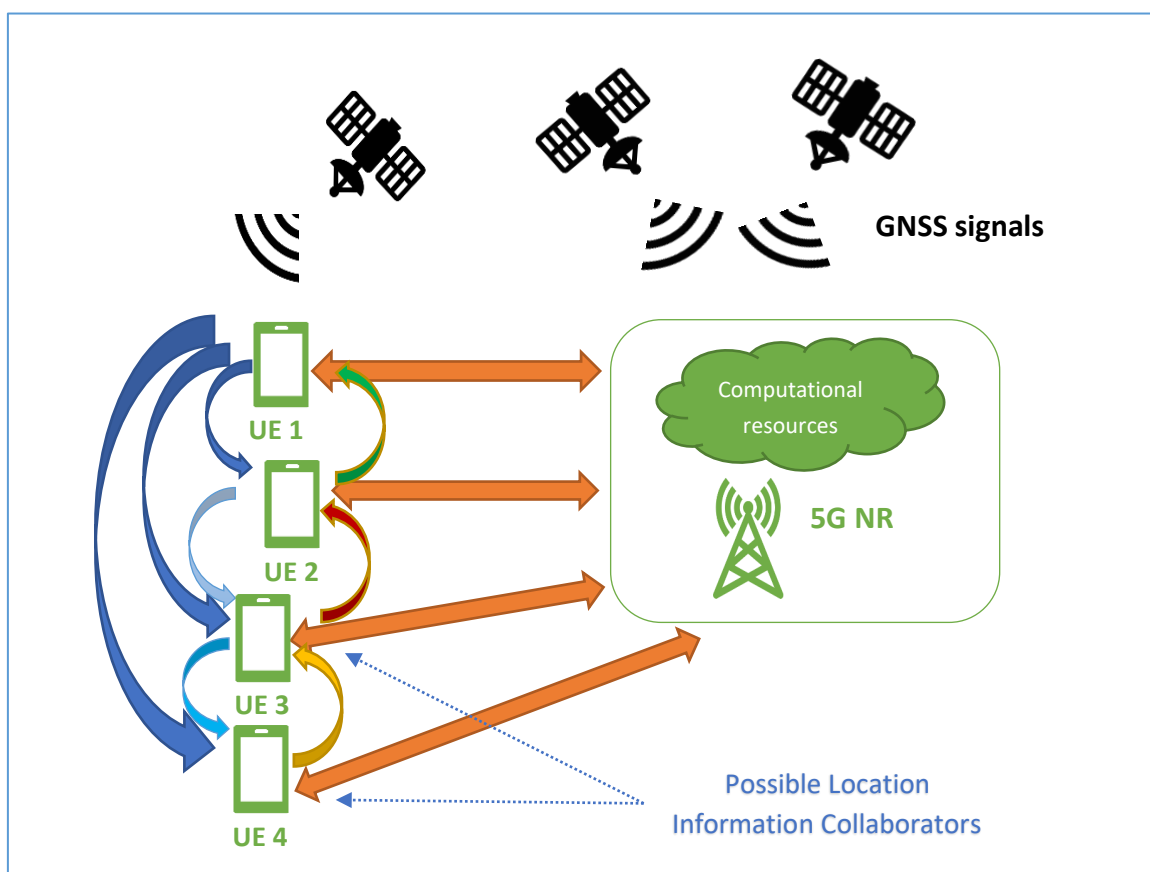 GNSS signals
UE 1
Computational
resources
UE 2
5G NR
UE 3
Possible Location
Information Collaborators
UE 4